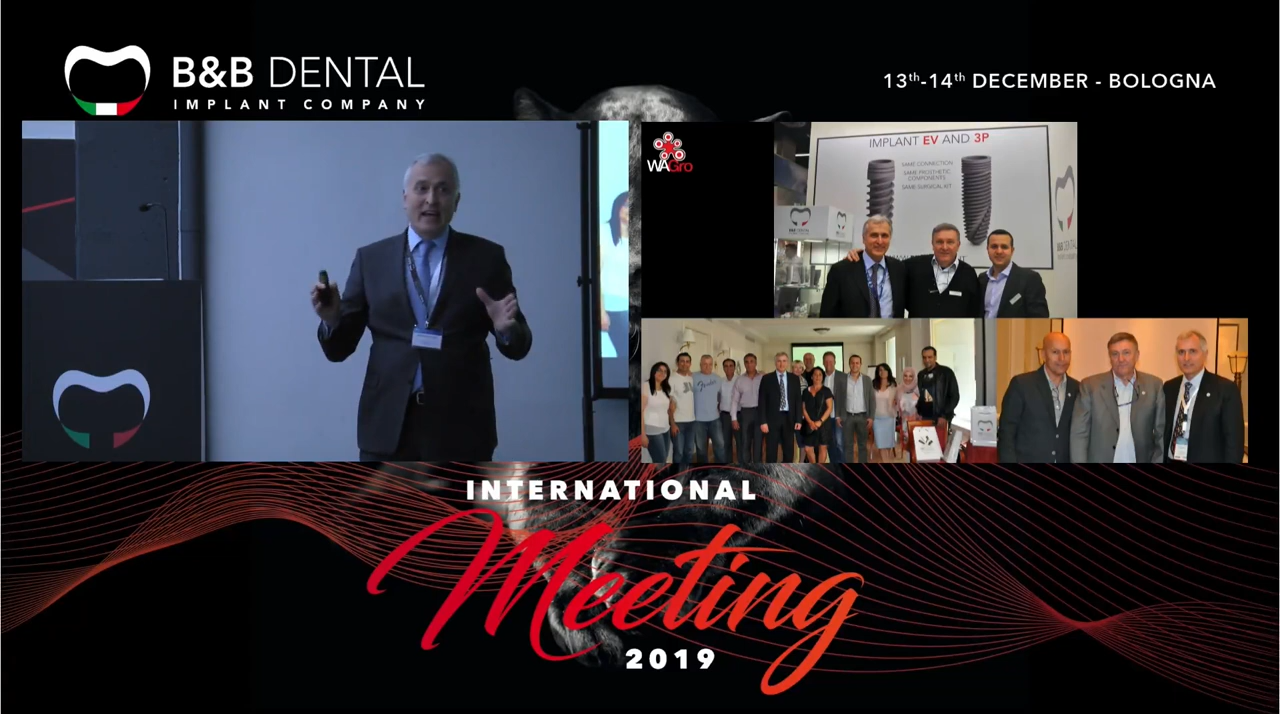 B&B DENTAL
IMPLANT COMPANY
13th-14th DECEMBER - BOLOGNA
WAGro
IMPLANT EV AND 3P
SAME CONNECTION
SAME PROSTHETIC
COMPONENTS
SAME SURGICAL KIT
B&B DENTAL
INTERNATIONAL
Meeting
2019